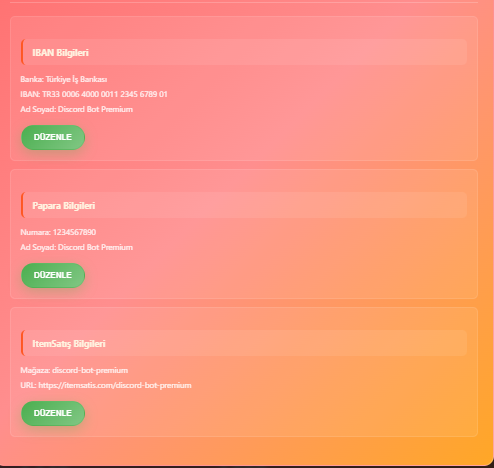 IBAN Bilgileri
Banka: Türkiye İş Bankası
IBAN: TR33 0006 4000 0011 2345 6789 01
Ad Soyad: Discord Bot Premium
DÜZENLE
Papara Bilgileri
Numara: 1234567890
Ad Soyad: Discord Bot Premium
DÜZENLE
ItemSatış Bilgileri
Mağaza: discord-bot-premium
URL: https://itemsatis.com/discord-bot-premium
DÜZENLE